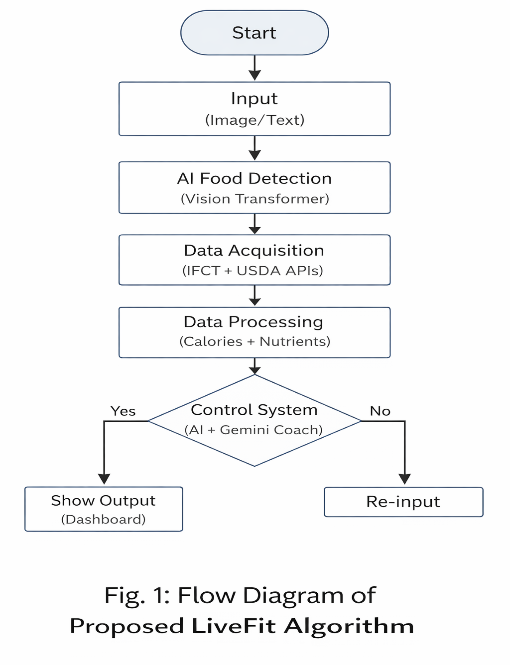 Start
Input
(Image/Text)
AI Food Detection
(Vision Transformer)
Data Acquisition
(IFCT + USDA APIs)
Data Processing
(Calories + Nutrients)
Yes
Control System
No
(AI + Gemini Coach)
Show Output
(Dashboard)
Re-input
Fig. 1: Flow Diagram of
Proposed LiveFit Algorithm